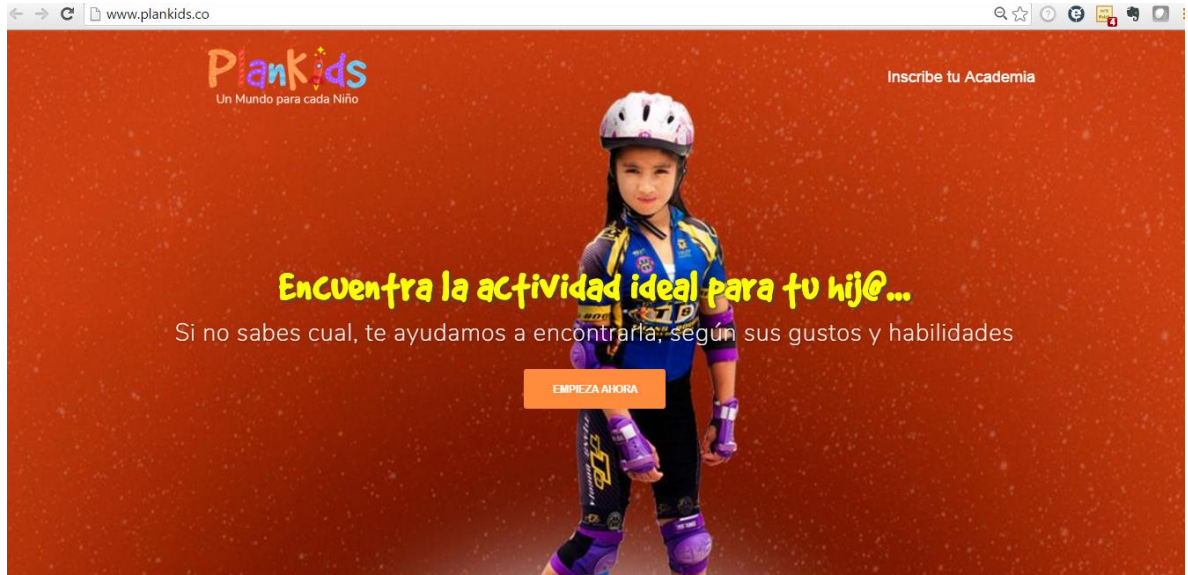 www.plankids.co
4
PlanKids
Un Mundo para cada Niño
Inscribe tu Academia
Encuentra la actividad ideal para tu hij@...
Si no sabes cual, te ayudamos a encontrarla, según sus gustos y habilidades
EMPIEZA AHORA